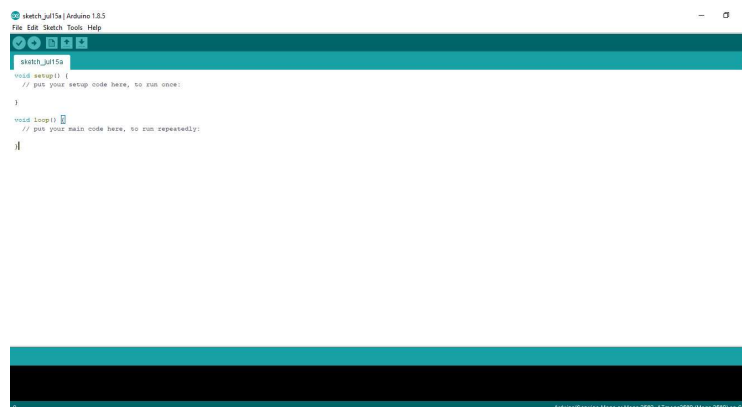 sketch_jul15a | Arduino 1.8.5
File Edit Sketch Tools Help
sketch_jul15a
void setup() {
  // put your setup code here, to run once:
}
void loop() {
  // put your main code here, to run repeatedly:
}